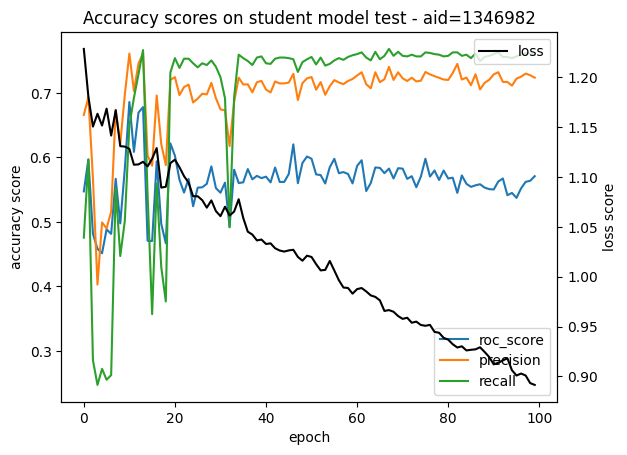 Accuracy scores on student model test - aid=1346982
loss
accuracy score
0.7
0.6
0.5
0.4
0.3
1.20
1.15
1.10
1.05
1.00
0.95
0.90
loss score
roc_score
precision
recall
0
20
40
60
80
100
epoch